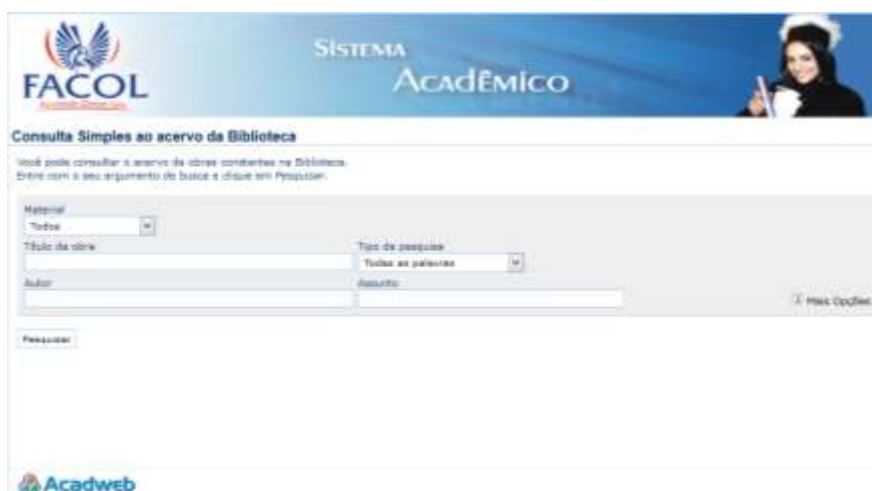 FACOL
Sistema
Acadêmico
Consulta Simples ao acervo da Biblioteca
Você pode consultar o acervo de obras constantes na Biblioteca.
Entre com o seu argumento de busca e clique em Pesquisar.
Material
Todos
Título da obra
Tipo de pesquisa
Todas as palavras
Autor
Assunto
Mais Opções
Pesquisar
Acadweb